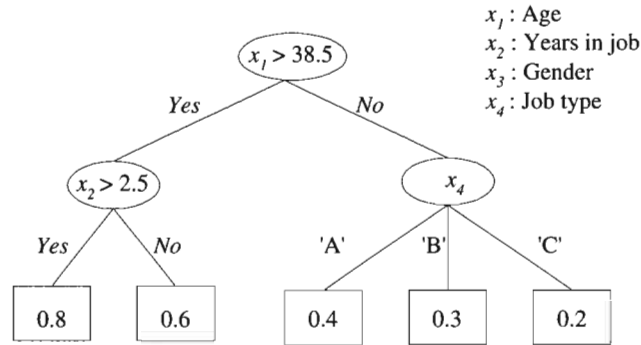 x₁ : Age
x₂ : Years in job
x₃ : Gender
x₄ : Job type
x₁ > 38.5
Yes
No
x₂ > 2.5
x₄
Yes
No
'A'
'B'
'C'
0.8
0.6
0.4
0.3
0.2